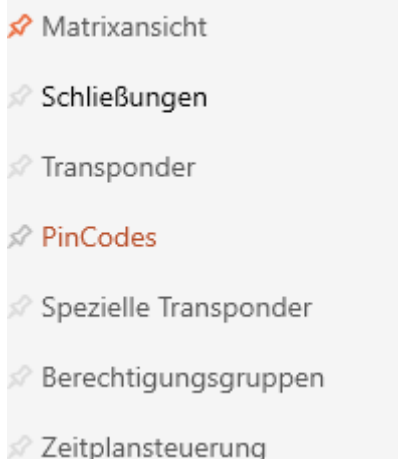 Matrixansicht
Schließungen
Transponder
PinCodes
Spezielle Transponder
Berechtigungsgruppen
Zeitplansteuerung